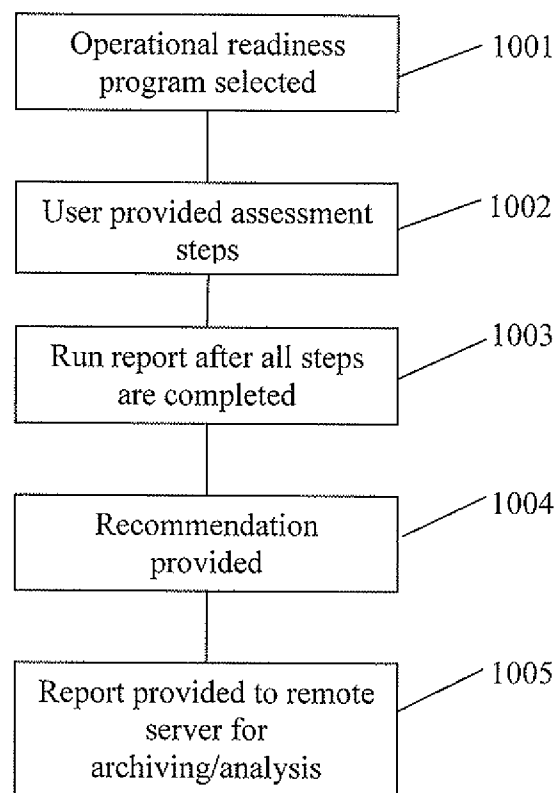 Operational readiness
program selected
1001
User provided assessment
steps
1002
Run report after all steps
are completed
1003
Recommendation
provided
1004
Report provided to remote
server for
archiving/analysis
1005